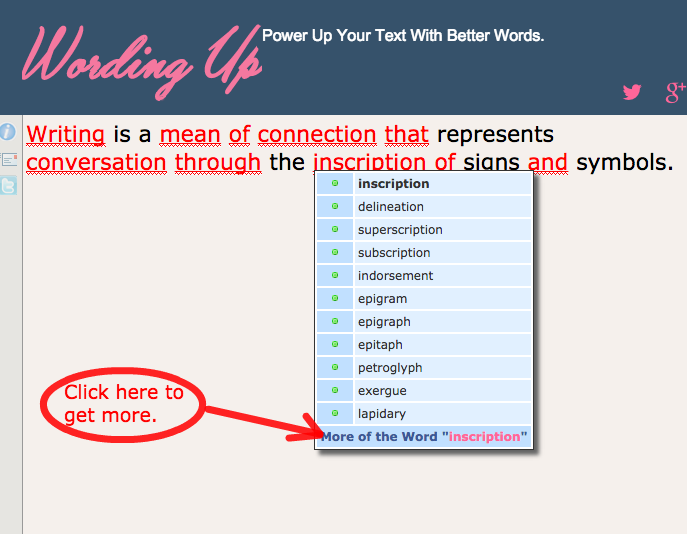 Wording Up
Power Up Your Text With Better Words.
g+
Writing is a mean of connection that represents
conversation through the inscription of signs and symbols.
inscription
delineation
superscription
subscription
indorsement
epigram
epigraph
epitaph
petroglyph
exergue
lapidary
More of the Word "inscription"
Click here to
get more.